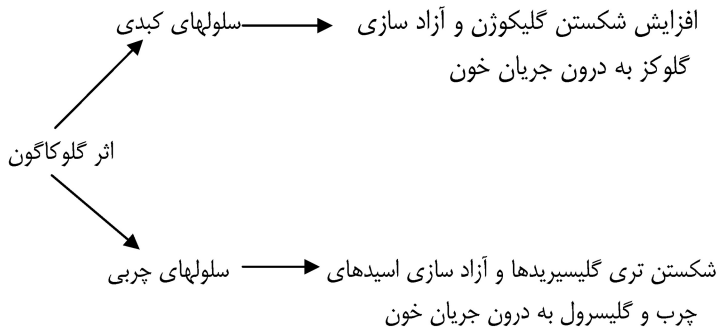 سلولهای کبدی
افزایش شکستن گلیکوژن و آزاد سازی
گلوکز به درون جریان خون
اثر گلوکاگون
سلولهای چربی
شکستن تری گلیسیریدها و آزاد سازی اسیدهای
چرب و گلیسرول به درون جریان خون